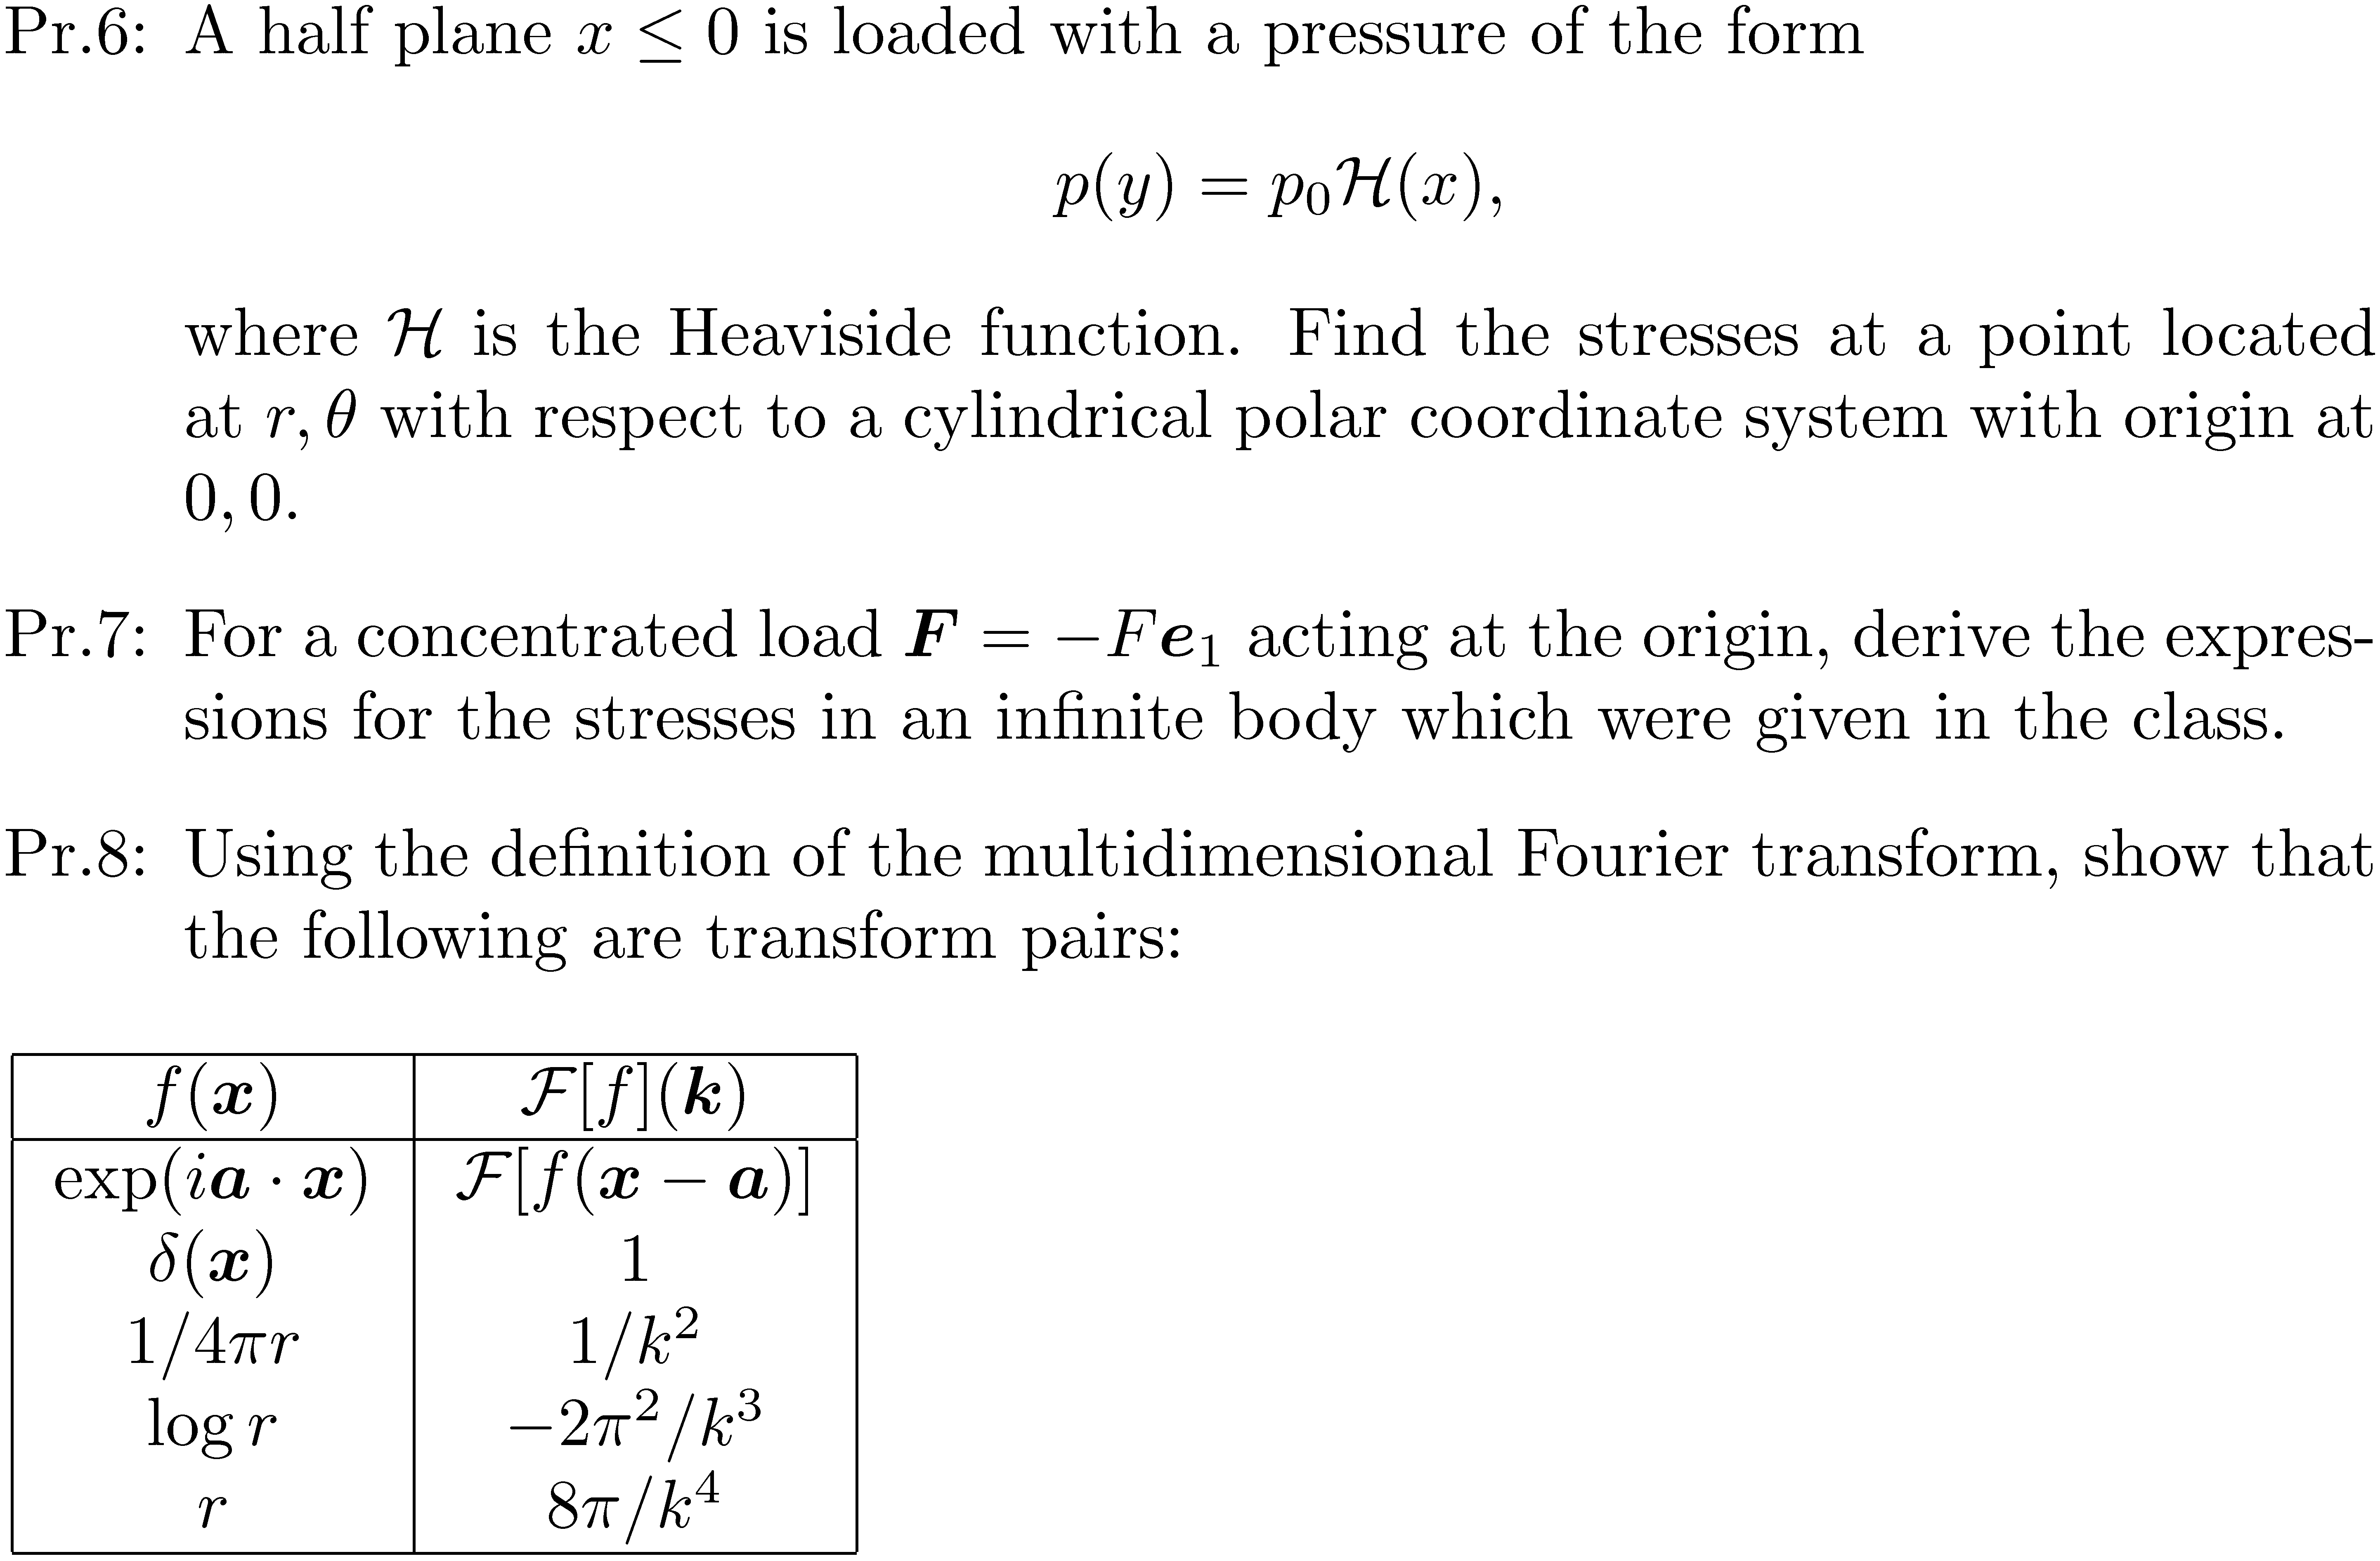 Pr.6: A half plane x ≤ 0 is loaded with a pressure of the form
p(y) = p₀ℋ(x),
where ℋ is the Heaviside function. Find the stresses at a point located
at r, θ with respect to a cylindrical polar coordinate system with origin at
0, 0.
Pr.7: For a concentrated load F = −Fe₁ acting at the origin, derive the expres-
sions for the stresses in an infinite body which were given in the class.
Pr.8: Using the definition of the multidimensional Fourier transform, show that
the following are transform pairs:
f(x) ℱ[f](k)
exp(ia · x) ℱ[f(x − a)]
δ(x) 1
1/4πr 1/k²
log r −2π²/k³
r 8π/k⁴